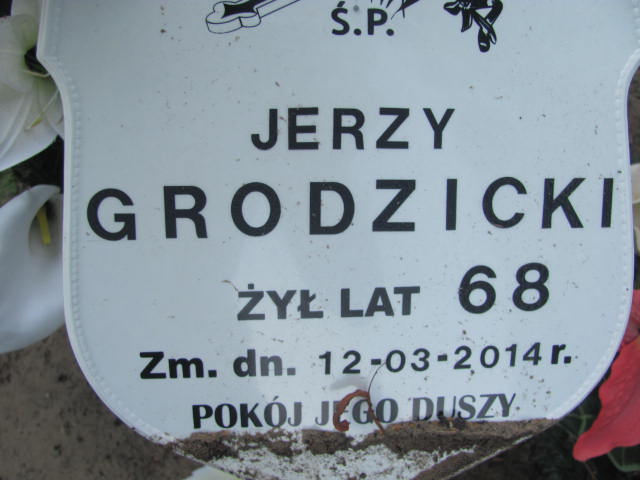 Ś.P.
JERZY
GRODZICKI
ŻYŁ LAT 68
Zm. dn. 12-03-2014 r.
POKÓJ JEGO DUSZY